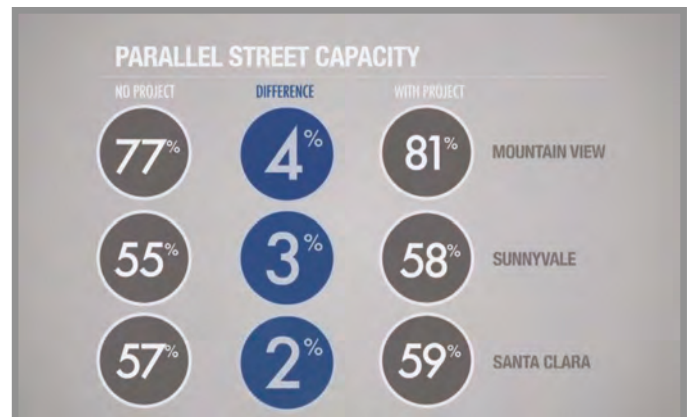 PARALLEL STREET CAPACITY
NO PROJECT DIFFERENCE WITH PROJECT
77% 4% 81% MOUNTAIN VIEW
55% 3% 58% SUNNYVALE
57% 2% 59% SANTA CLARA